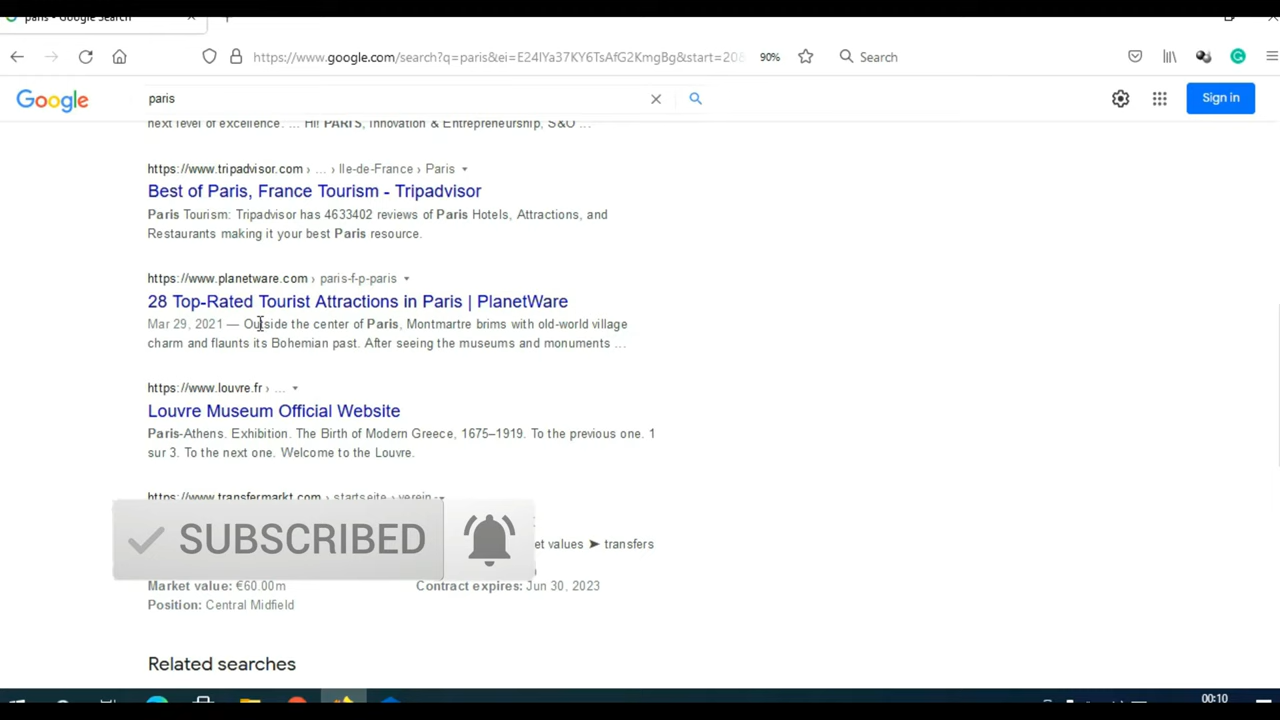 paris - Google Search
https://www.google.com/search?q=paris&ei=E24IYa37KY6TsAfG2KmgBg&start=208
90%
Search
Google
paris
Sign in
next level of excellence. ... Hi! PARIS, Innovation & Entrepreneurship, S&O ...
https://www.tripadvisor.com › ... › Ile-de-France › Paris
Best of Paris, France Tourism - Tripadvisor
Paris Tourism: Tripadvisor has 4633402 reviews of Paris Hotels, Attractions, and
Restaurants making it your best Paris resource.
https://www.planetware.com › paris-f-p-paris
28 Top-Rated Tourist Attractions in Paris | PlanetWare
Mar 29, 2021 — Outside the center of Paris, Montmartre brims with old-world village
charm and flaunts its Bohemian past. After seeing the museums and monuments ...
https://www.louvre.fr › ...
Louvre Museum Official Website
Paris-Athens. Exhibition. The Birth of Modern Greece, 1675–1919. To the previous one. 1
sur 3. To the next one. Welcome to the Louvre.
https://www.transfermarkt.com › startseite › verein
SUBSCRIBED
values ➤ transfers
Market value: €60.00m Contract expires: Jun 30, 2023
Position: Central Midfield
Related searches
00:10